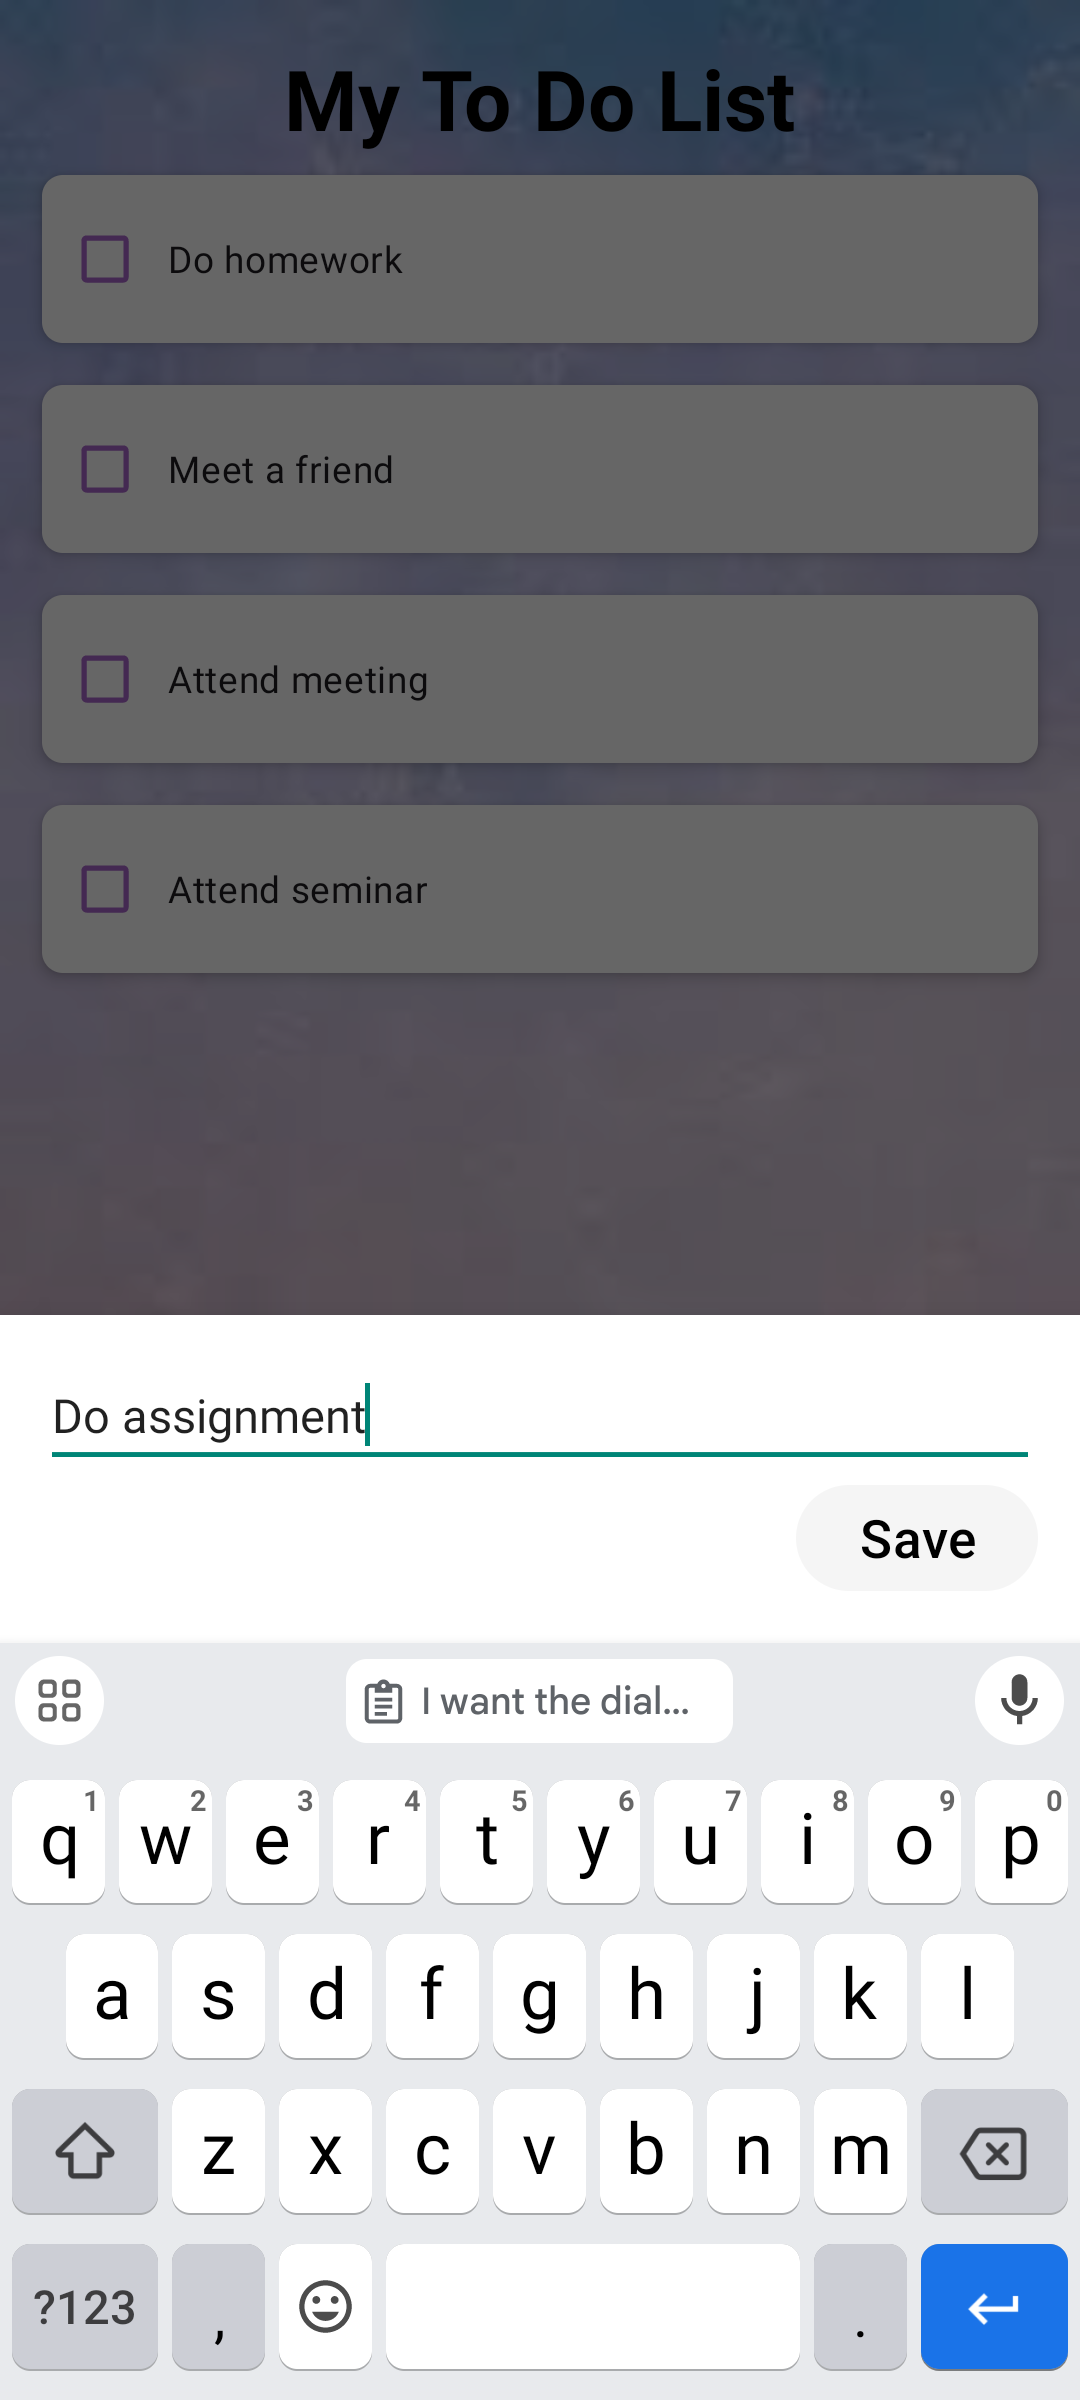 My To Do List
Do homework
Meet a friend
Attend meeting
Attend seminar
Do assignment
Save
I want the dial...
1 2 3 4 5 6 7 8 9 0
q w e r t y u i o p
a s d f g h j k l
z x c v b n m
?123 , .